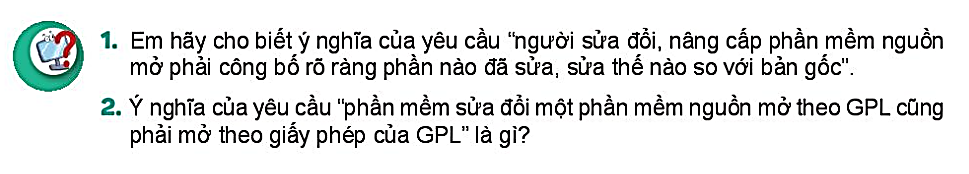 1. Em hãy cho biết ý nghĩa của yêu cầu “người sửa đổi, nâng cấp phần mềm nguồn
mở phải công bố rõ ràng phần nào đã sửa, sửa thế nào so với bản gốc".
2. Ý nghĩa của yêu cầu "phần mềm sửa đổi một phần mềm nguồn mở theo GPL cũng
phải mở theo giấy phép của GPL” là gì?